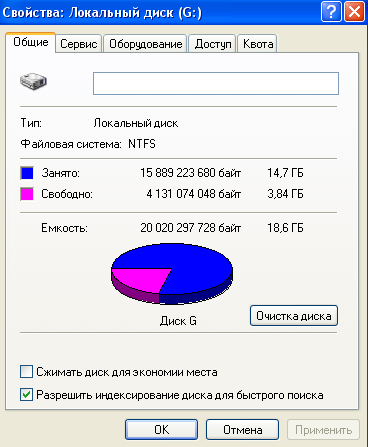 Свойства: Локальный диск (G:)
Общие Сервис Оборудование Доступ Квота
Тип: Локальный диск
Файловая система: NTFS
Занято: 15 889 223 680 байт 14,7 ГБ
Свободно: 4 131 074 048 байт 3,84 ГБ
Емкость: 20 020 297 728 байт 18,6 ГБ
Диск G
Очистка диска
Сжимать диск для экономии места
Разрешить индексирование диска для быстрого поиска
ОК Отмена Применить